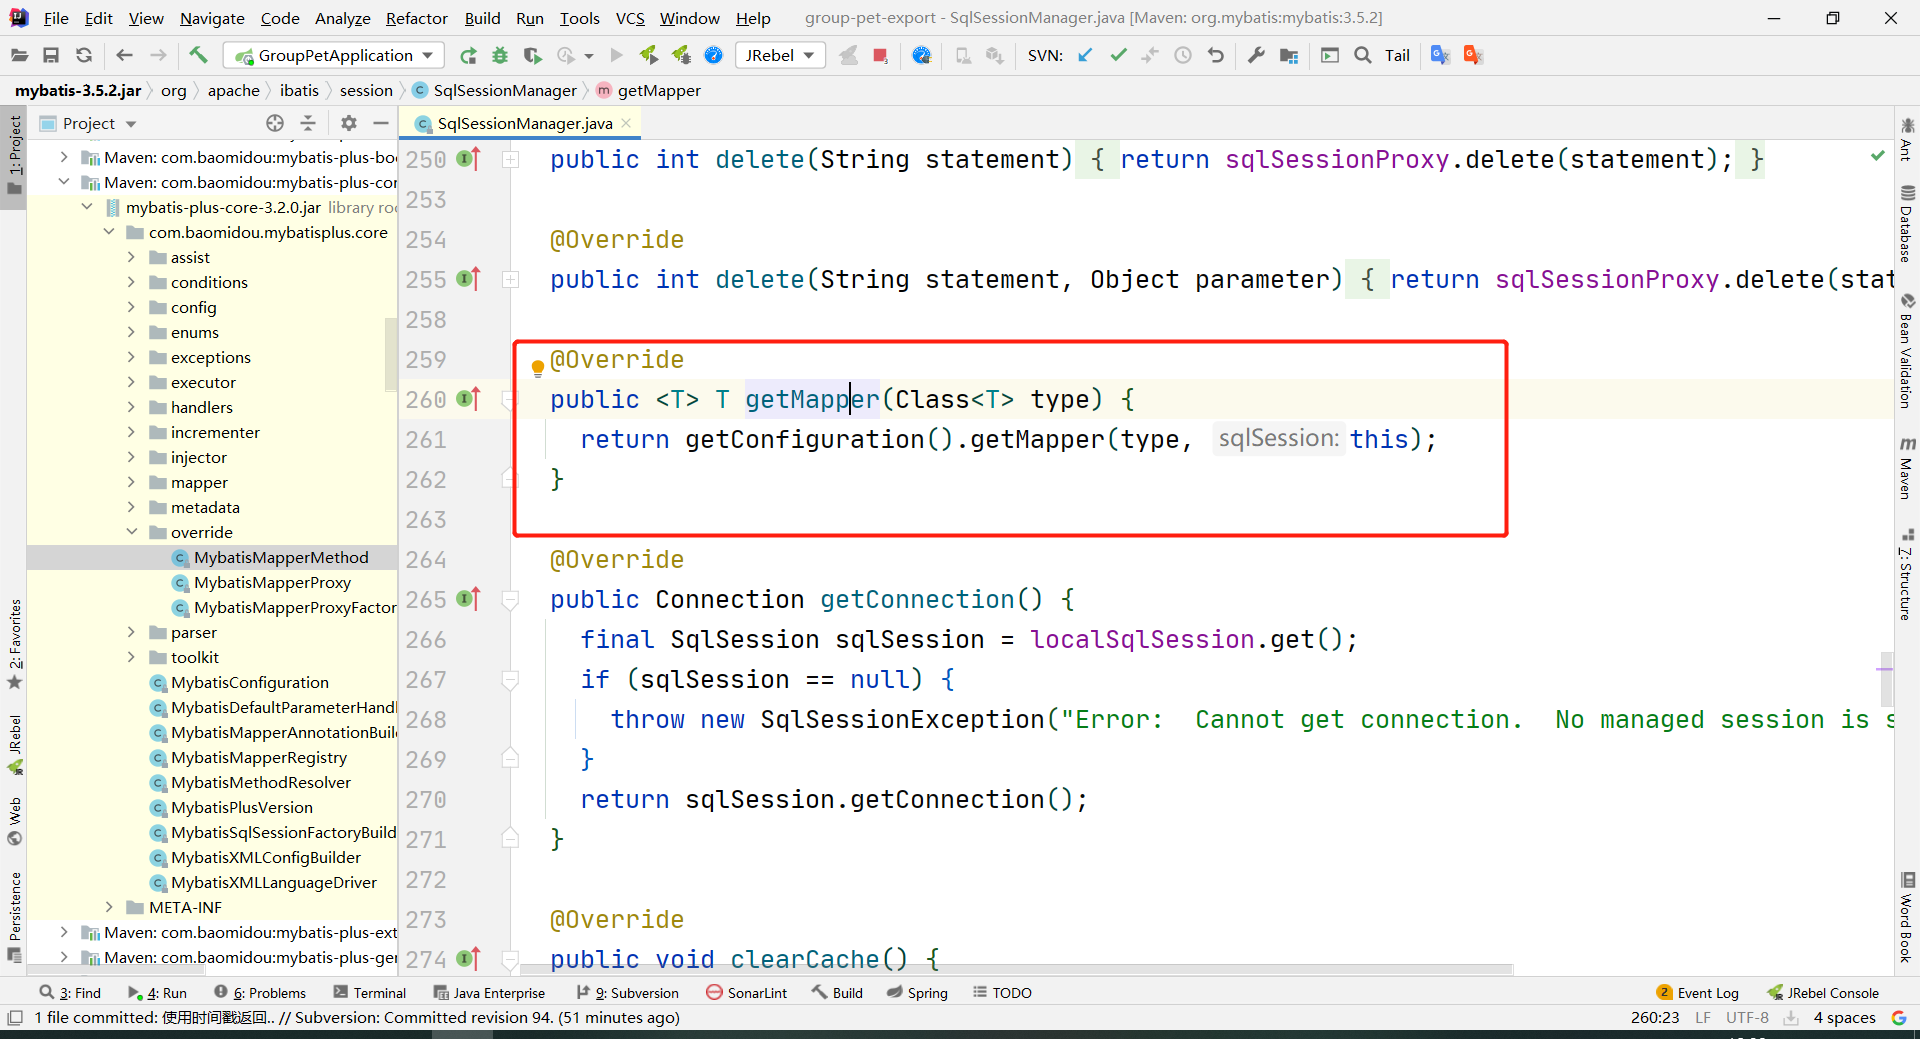 File Edit View Navigate Code Analyze Refactor Build Run Tools VCS Window Help group-pet-export - SqlSessionManager.java [Maven: org.mybatis:mybatis:3.5.2]
GroupPetApplication JRebel SVN: Tail
mybatis-3.5.2.jar org apache ibatis session SqlSessionManager getMapper
Project
SqlSessionManager.java
Maven: com.baomidou:mybatis-plus-boo
Maven: com.baomidou:mybatis-plus-cor
mybatis-plus-core-3.2.0.jar library roo
com.baomidou.mybatisplus.core
assist
conditions
config
enums
exceptions
executor
handlers
incrementer
injector
mapper
metadata
override
MybatisMapperMethod
MybatisMapperProxy
MybatisMapperProxyFactor
parser
toolkit
MybatisConfiguration
MybatisDefaultParameterHandl
MybatisMapperAnnotationBuil
MybatisMapperRegistry
MybatisMethodResolver
MybatisPlusVersion
MybatisSqlSessionFactoryBuild
MybatisXMLConfigBuilder
MybatisXMLLanguageDriver
META-INF
Maven: com.baomidou:mybatis-plus-ext
Maven: com.baomidou:mybatis-plus-ger
250 public int delete(String statement) { return sqlSessionProxy.delete(statement); }
253
254 @Override
255 public int delete(String statement, Object parameter) { return sqlSessionProxy.delete(stat
258
259 @Override
260 public <T> T getMapper(Class<T> type) {
261 return getConfiguration().getMapper(type, sqlSession: this);
262 }
263
264 @Override
265 public Connection getConnection() {
266 final SqlSession sqlSession = localSqlSession.get();
267 if (sqlSession == null) {
268 throw new SqlSessionException("Error:  Cannot get connection.  No managed session is s
269 }
270 return sqlSession.getConnection();
271 }
272
273 @Override
274 public void clearCache() {
1: Project
2: Favorites
JRebel
Web
Persistence
Ant
Database
Bean Validation
Maven
7: Structure
Word Book
3: Find 4: Run 6: Problems Terminal Java Enterprise 9: Subversion SonarLint Build Spring TODO 2 Event Log JRebel Console
1 file committed: 使用时间戳返回.. // Subversion: Committed revision 94. (51 minutes ago) 260:23 LF UTF-8 4 spaces